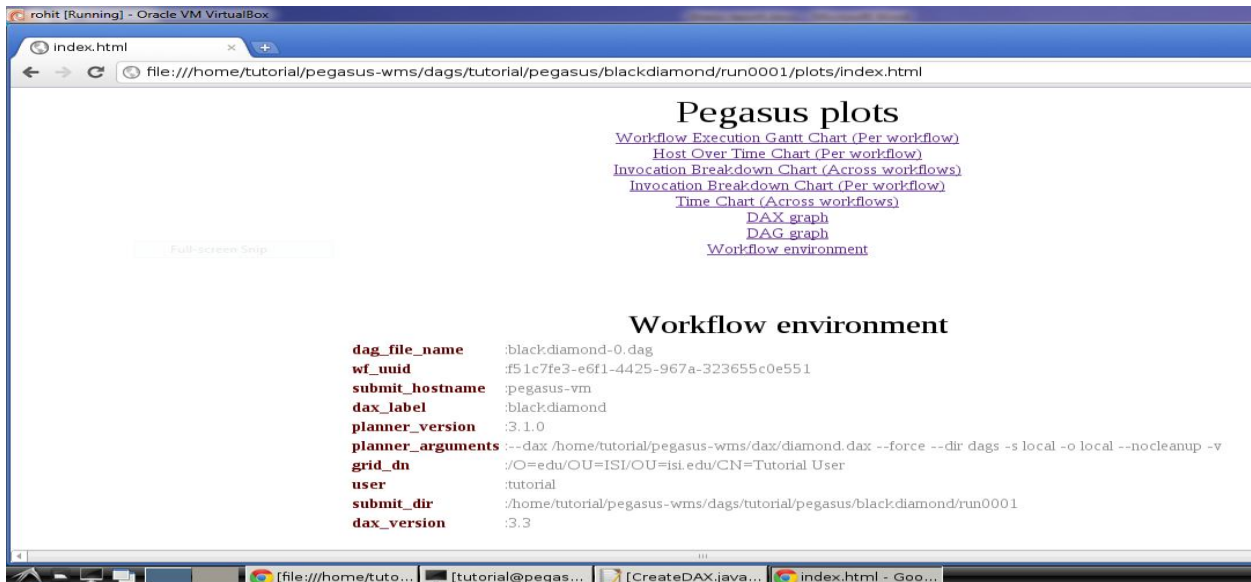 rohit [Running] - Oracle VM VirtualBox
index.html
file:///home/tutorial/pegasus-wms/dags/tutorial/pegasus/blackdiamond/run0001/plots/index.html
Pegasus plots
Workflow Execution Gantt Chart (Per workflow)
Host Over Time Chart (Per workflow)
Invocation Breakdown Chart (Across workflows)
Invocation Breakdown Chart (Per workflow)
Time Chart (Across workflows)
DAX graph
DAG graph
Full-screen Snip
Workflow environment
Workflow environment
dag_file_name :blackdiamond-0.dag
wf_uuid :f51c7fe3-e6f1-4425-967a-323655c0e551
submit_hostname :pegasus-vm
dax_label :blackdiamond
planner_version :3.1.0
planner_arguments :--dax /home/tutorial/pegasus-wms/dax/diamond.dax --force --dir dags -s local -o local --nocleanup -v
grid_dn :/O=edu/OU=ISI/OU=isi.edu/CN=Tutorial User
user :tutorial
submit_dir :/home/tutorial/pegasus-wms/dags/tutorial/pegasus/blackdiamond/run0001
dax_version :3.3
[file:///home/tuto... [tutorial@pegas... [CreateDAX.java... index.html - Goo...